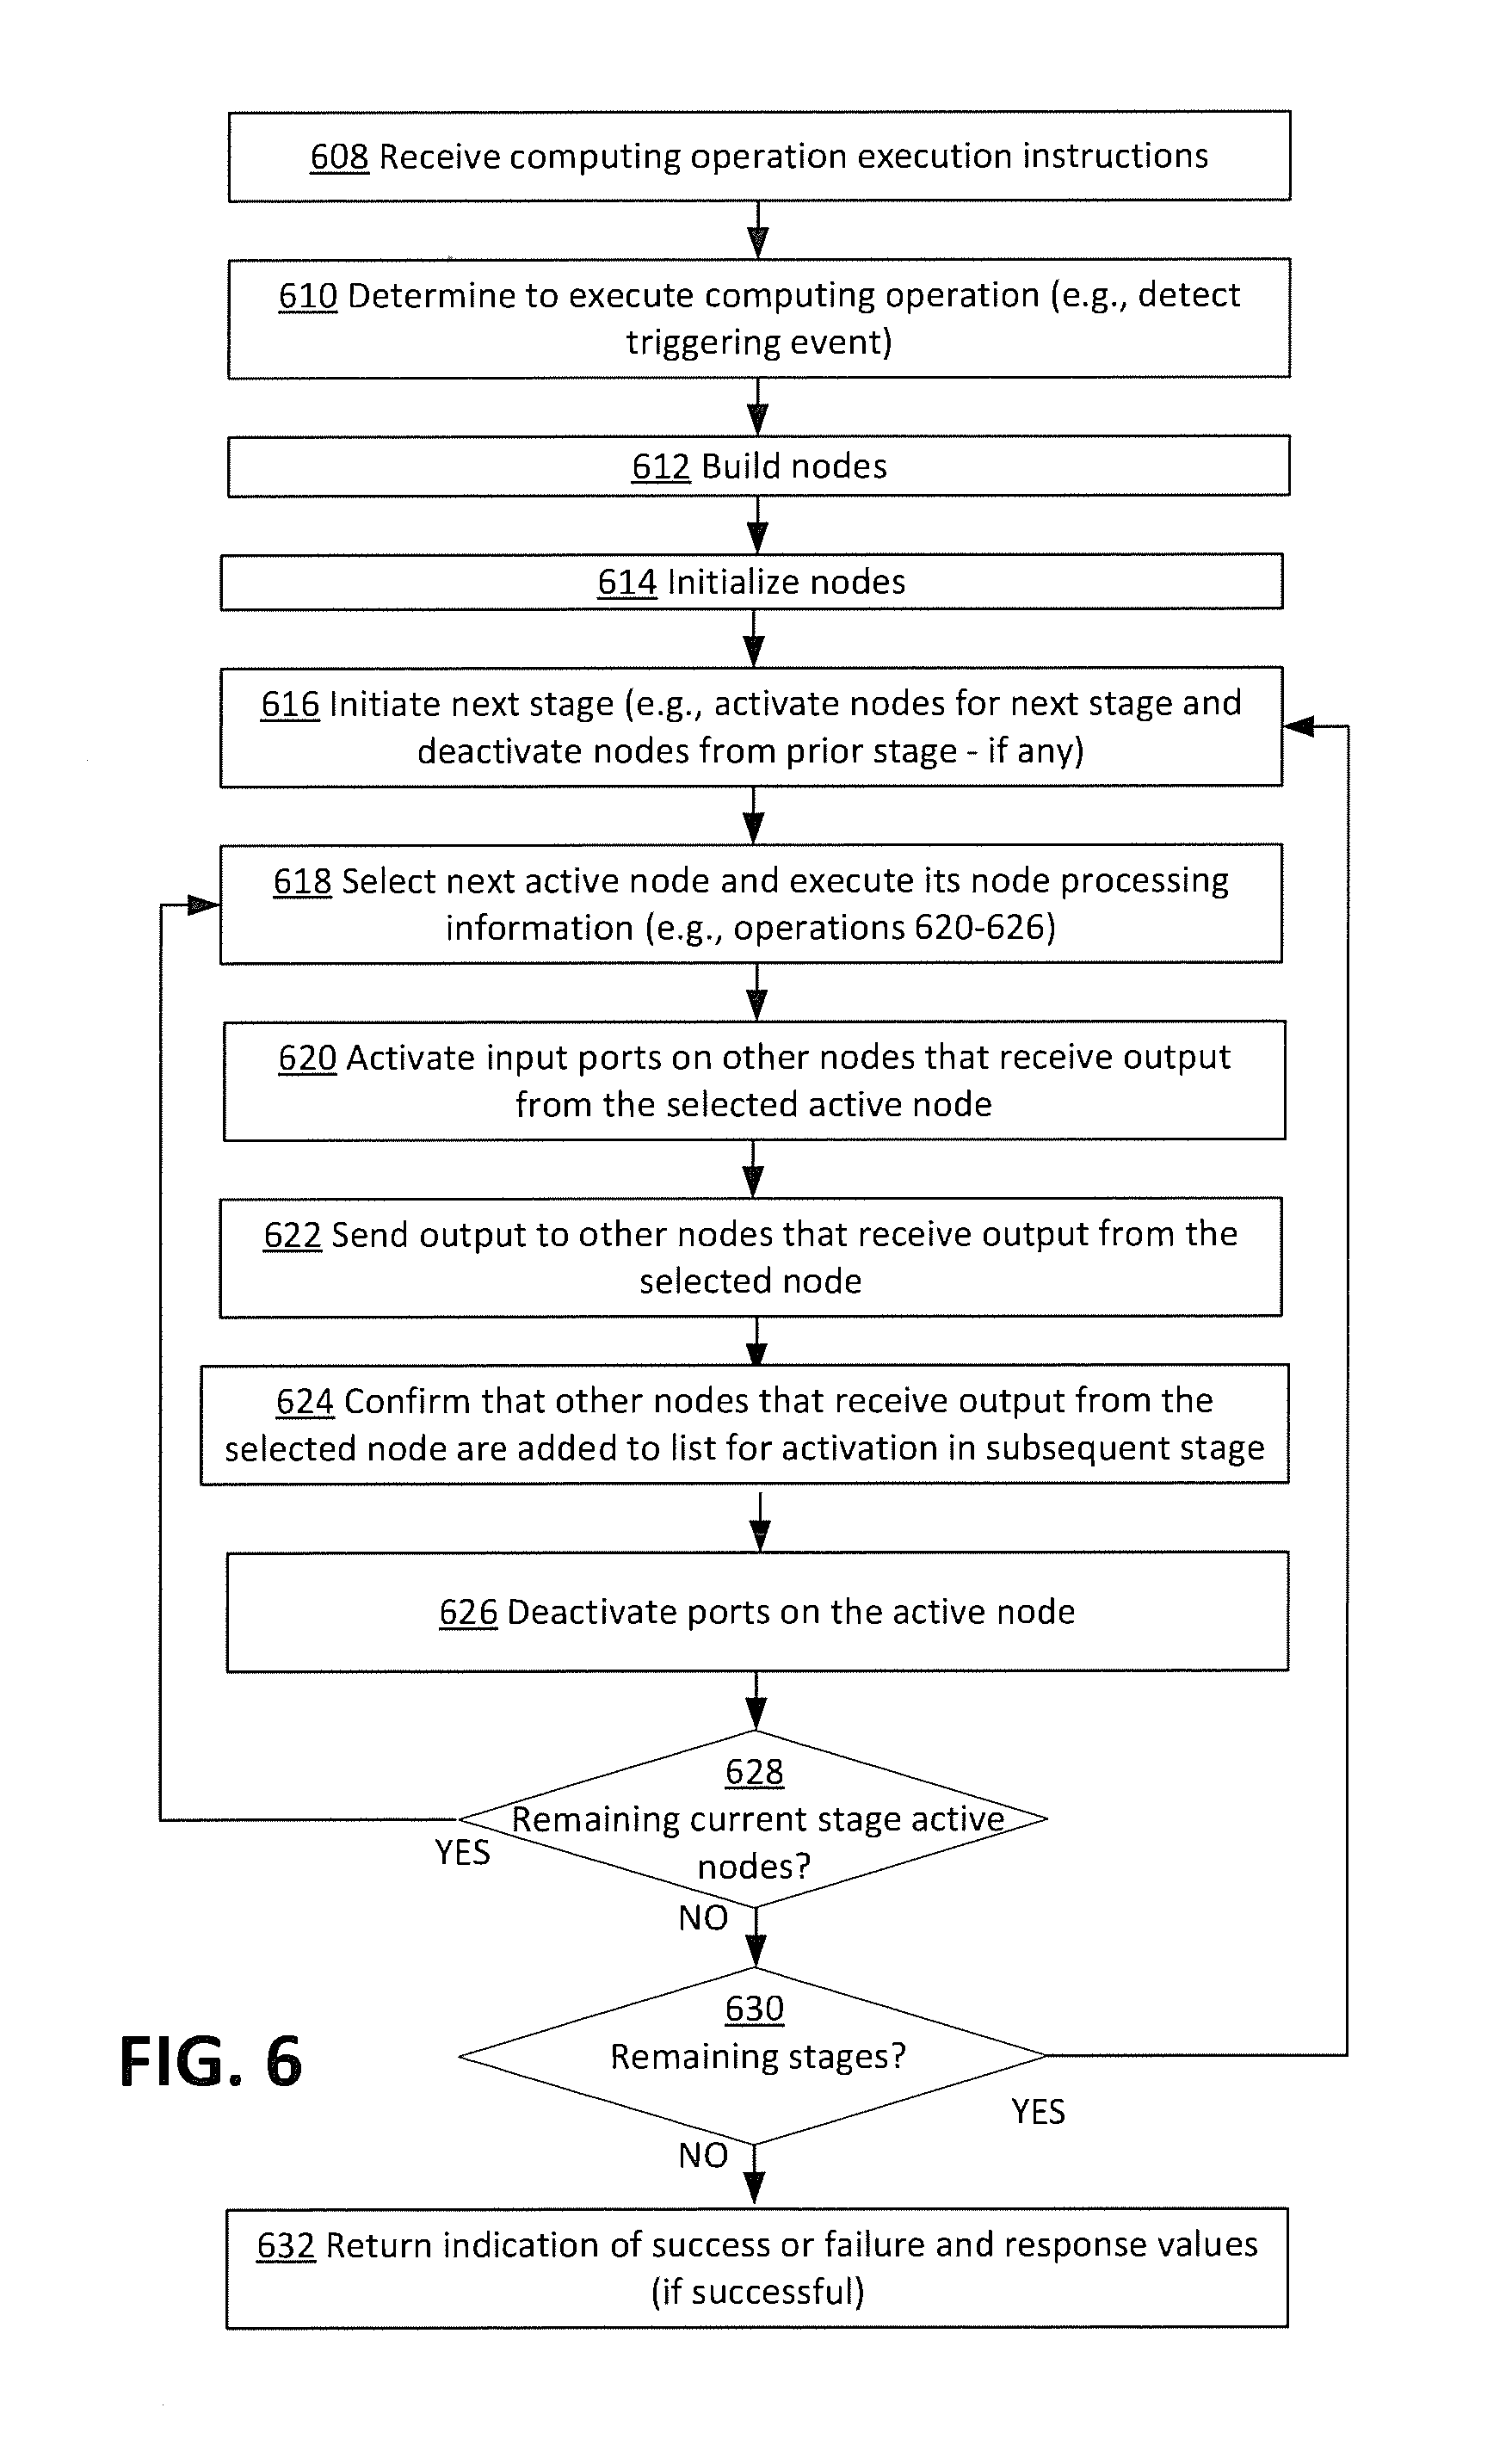 608 Receive computing operation execution instructions
610 Determine to execute computing operation (e.g., detect
triggering event)
612 Build nodes
614 Initialize nodes
616 Initiate next stage (e.g., activate nodes for next stage and
deactivate nodes from prior stage - if any)
618 Select next active node and execute its node processing
information (e.g., operations 620-626)
620 Activate input ports on other nodes that receive output
from the selected active node
622 Send output to other nodes that receive output from the
selected node
624 Confirm that other nodes that receive output from the
selected node are added to list for activation in subsequent stage
626 Deactivate ports on the active node
628
Remaining current stage active
nodes?
YES
NO
630
Remaining stages?
YES
NO
FIG. 6
632 Return indication of success or failure and response values
(if successful)